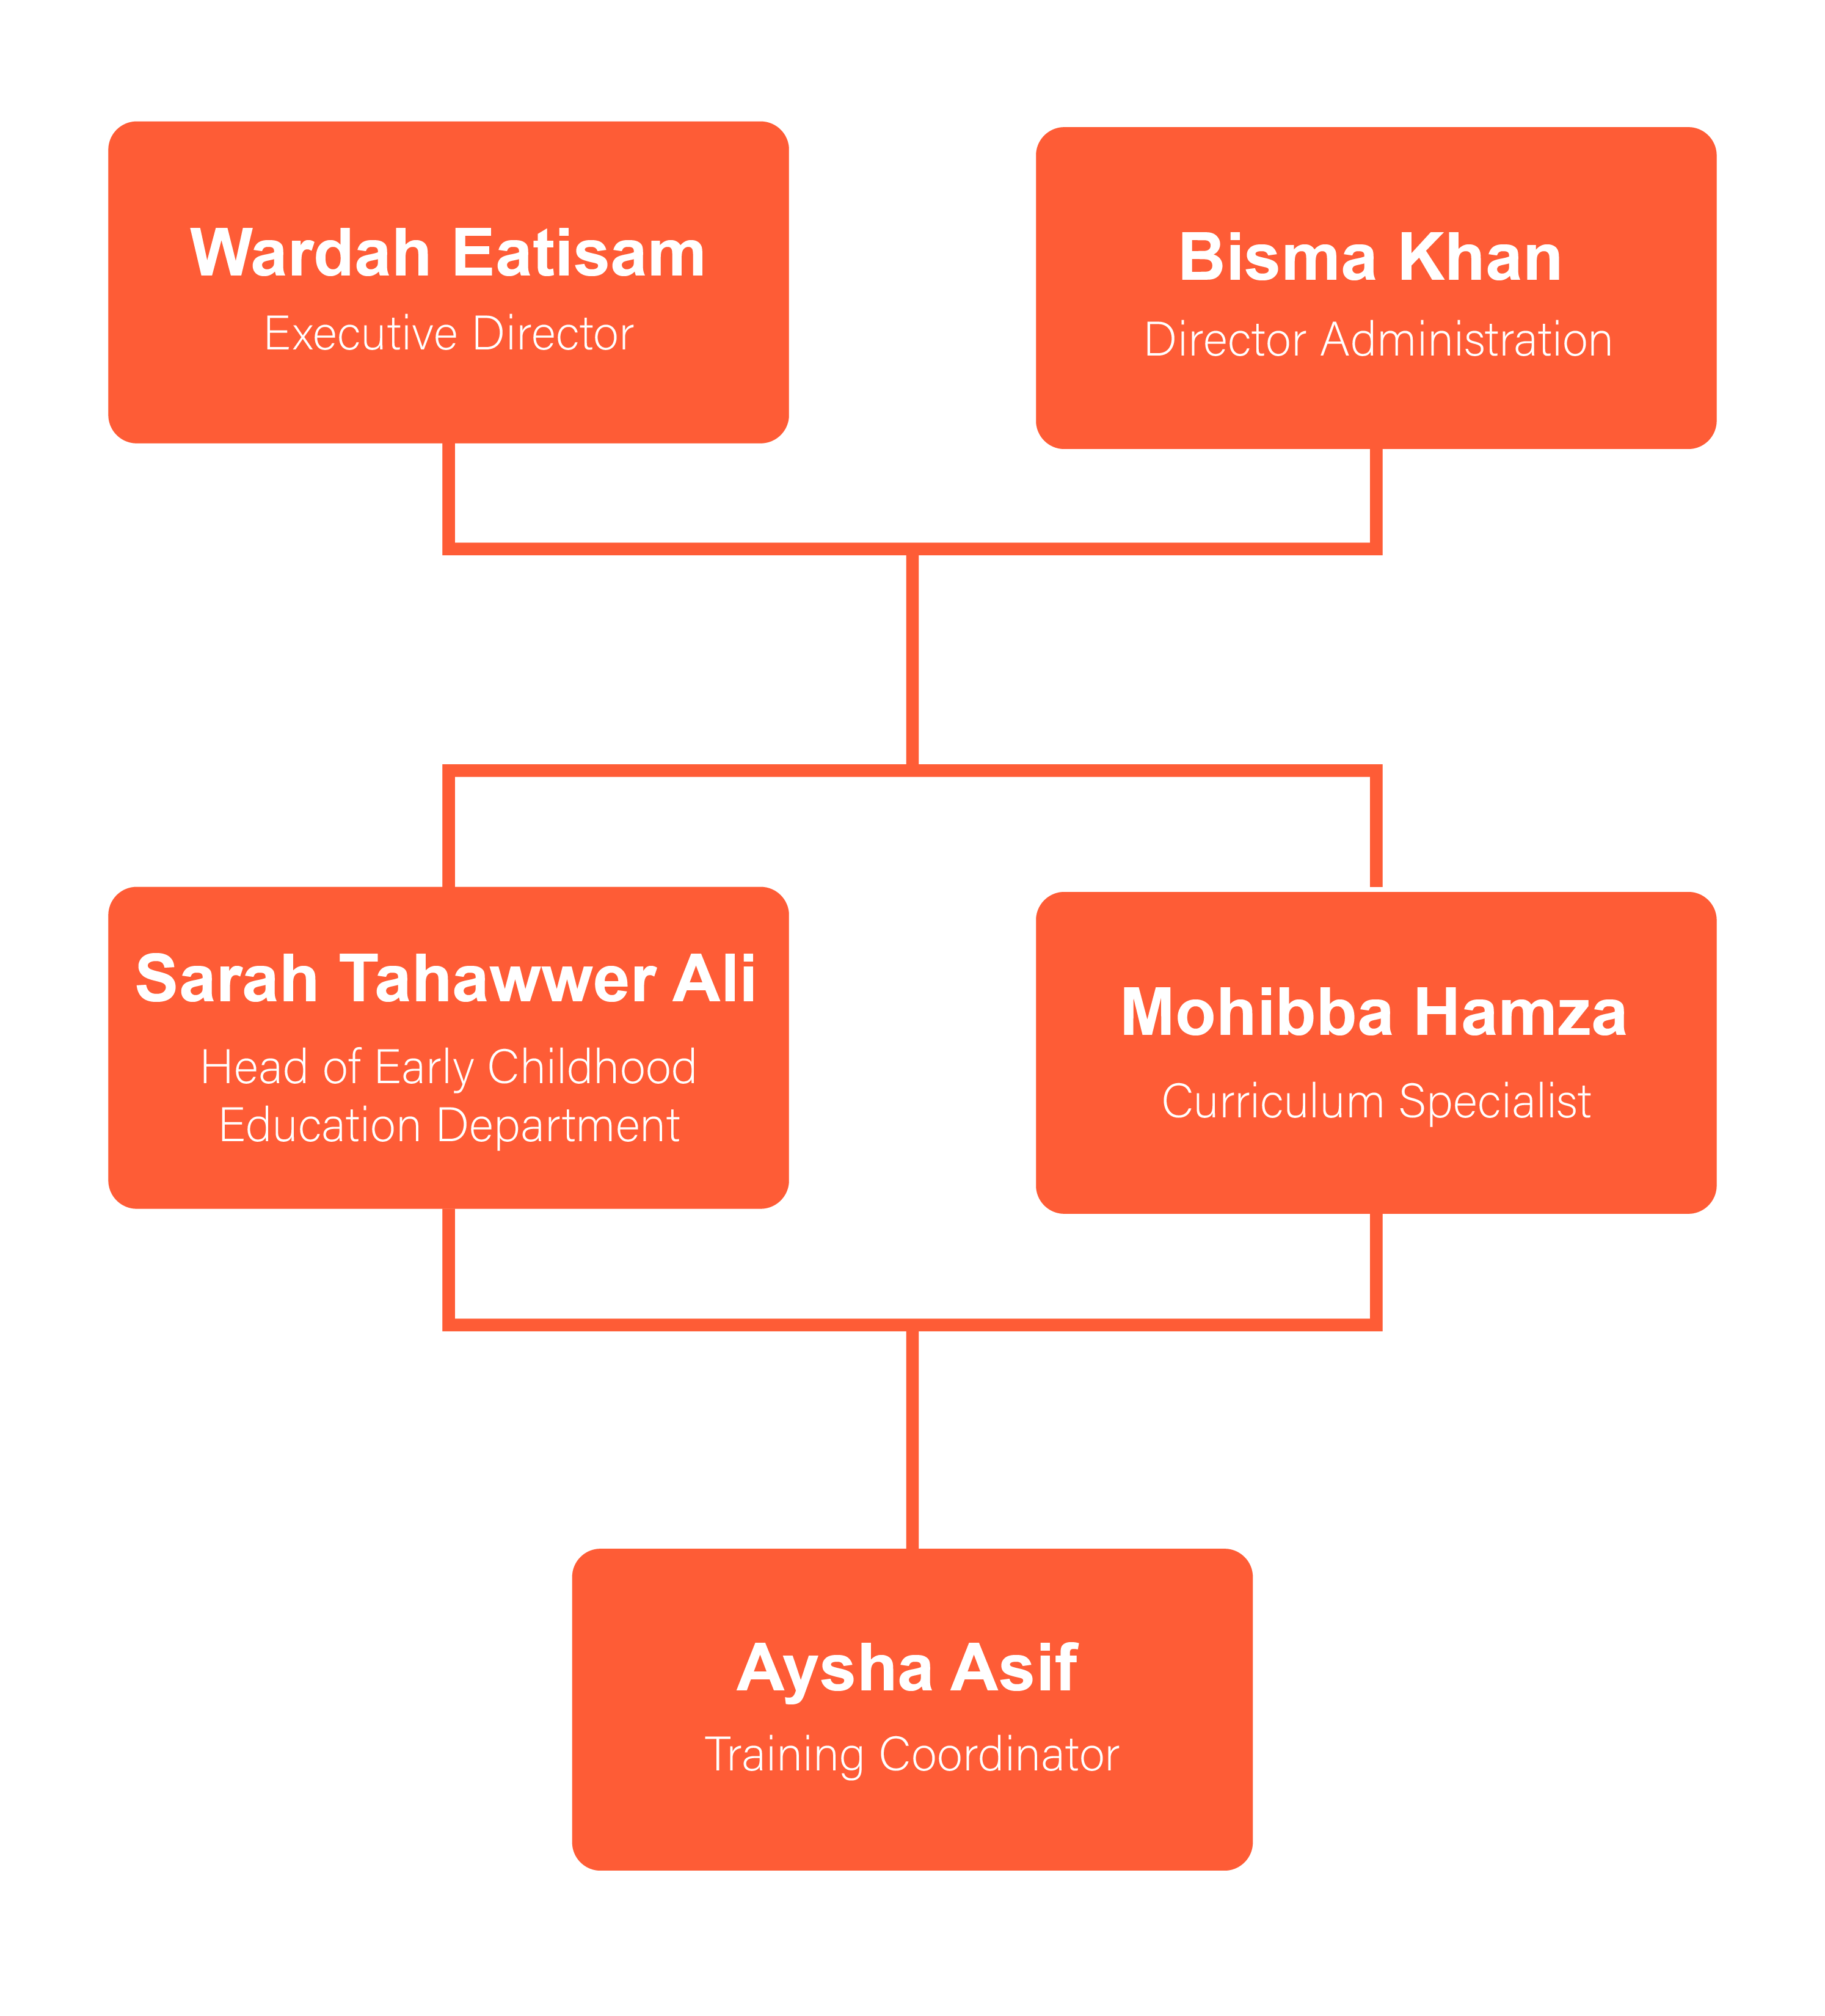 Wardah Eatisam
Executive Director
Bisma Khan
Director Administration
Sarah Tahawwer Ali
Head of Early Childhood
Education Department
Mohibba Hamza
Curriculum Specialist
Aysha Asif
Training Coordinator